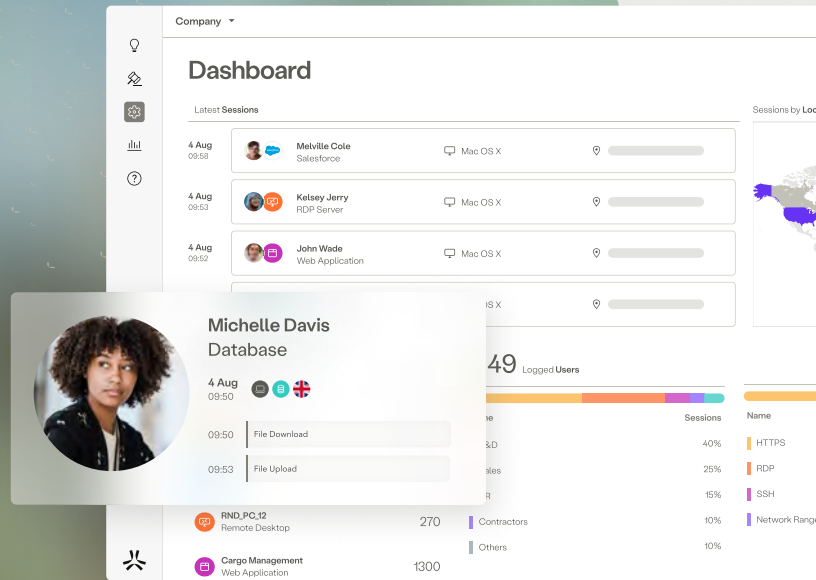 Company
Dashboard
Latest Sessions
Sessions by
4 Aug
09:58
Melville Cole
Salesforce
Mac OS X
4 Aug
09:53
Kelsey Jerry
RDP Server
Mac OS X
4 Aug
09:52
John Wade
Web Application
Mac OS X
OS X
Michelle Davis
Database
4 Aug
09:50
09:50
File Download
09:53
File Upload
49 Logged Users
Sessions
40%
25%
15%
Contractors
10%
Others
10%
Name
HTTPS
RDP
SSH
Network Range
RND_PC_12
Remote Desktop
270
Cargo Management
Web Application
1300